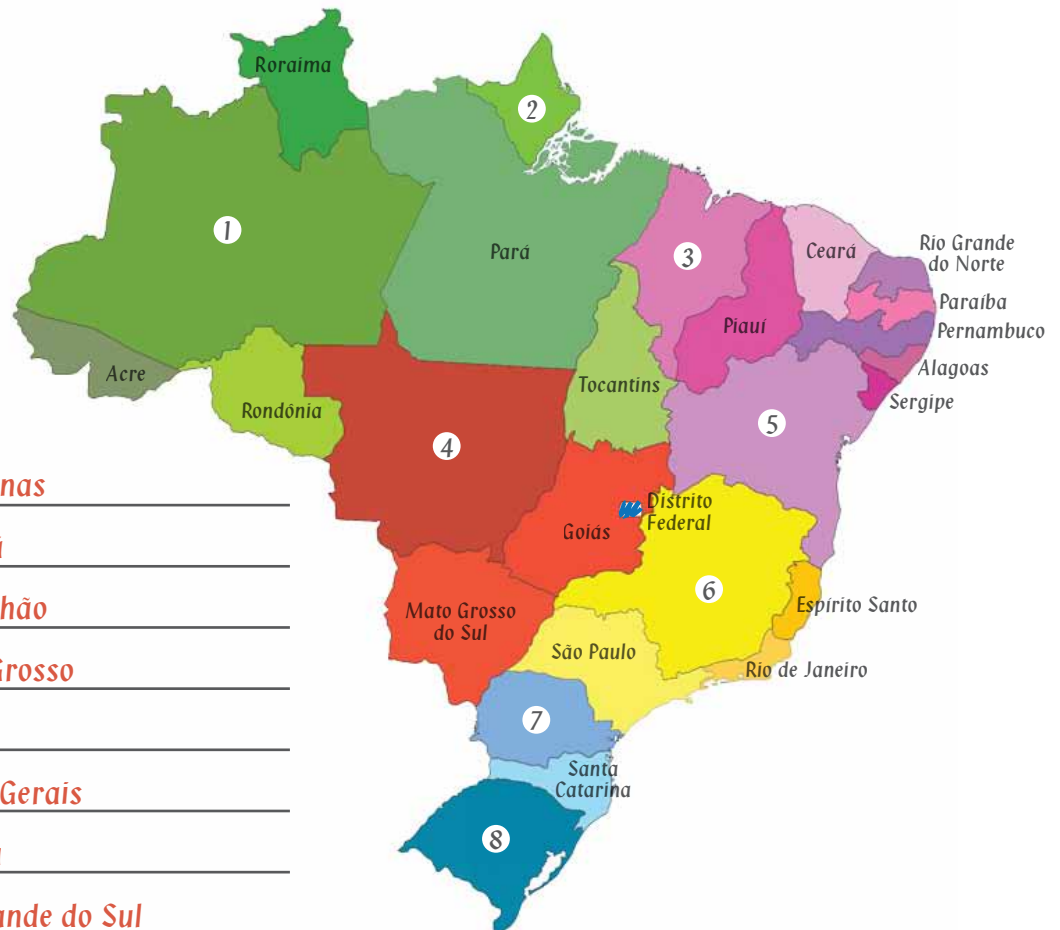 Roraima
2
1
Pará
3
Ceará
Rio Grande
do Norte
Paraíba
Piauí
Pernambuco
Acre
Tocantins
Alagoas
Rondônia
Sergipe
4
5
nas
Distrito
Federal
Goiás
hão
Mato Grosso
do Sul
6
Espírito Santo
São Paulo
Grosso
Rio de Janeiro
7
Santa
Catarina
Gerais
8
ande do Sul